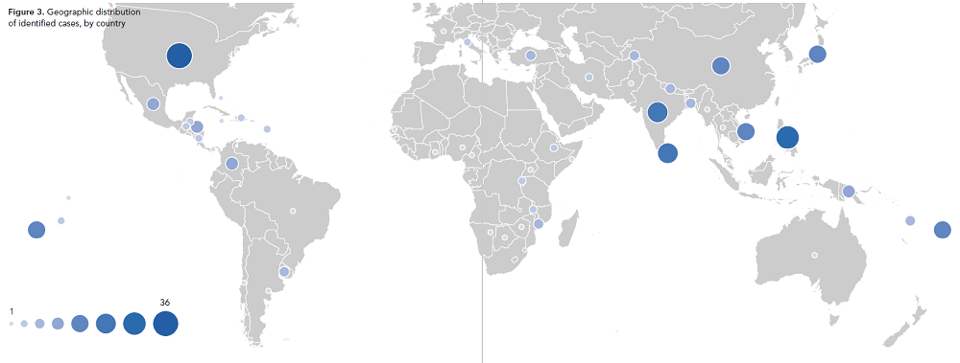 Figure 3. Geographic distribution
of identified cases, by country
36
1